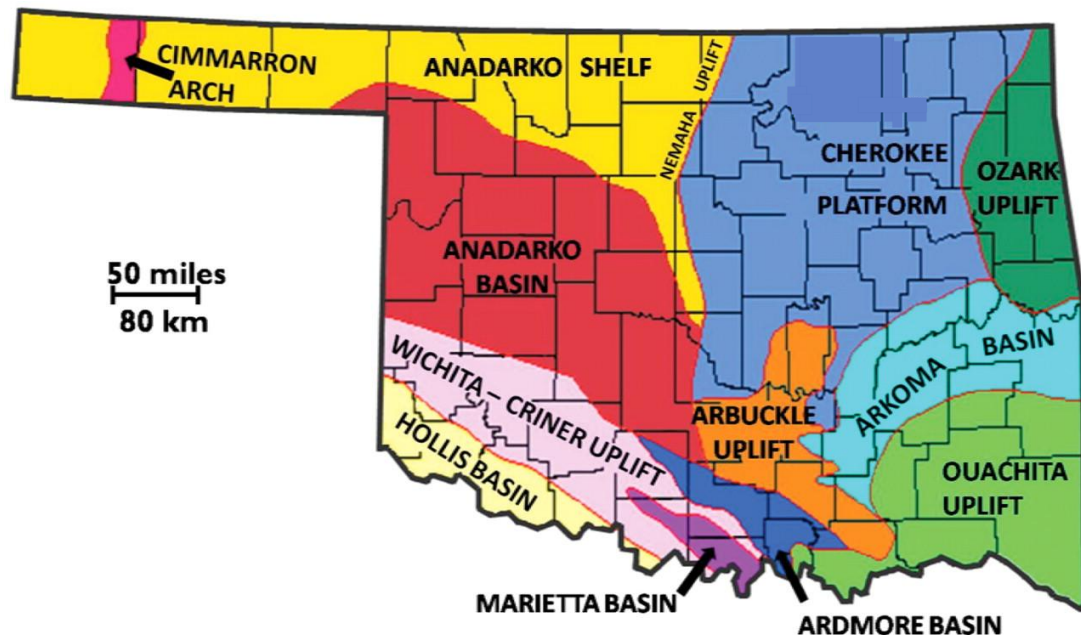 CIMMARRON
ARCH
ANADARKO SHELF
NEMAHA UPLIFT
CHEROKEE
PLATFORM
OZARK
UPLIFT
ANADARKO
BASIN
50 miles
80 km
WICHITA – CRINER UPLIFT
HOLLIS BASIN
ARBUCKLE
UPLIFT
ARKOMA BASIN
OUACHITA
UPLIFT
MARIETTA BASIN
ARDMORE BASIN